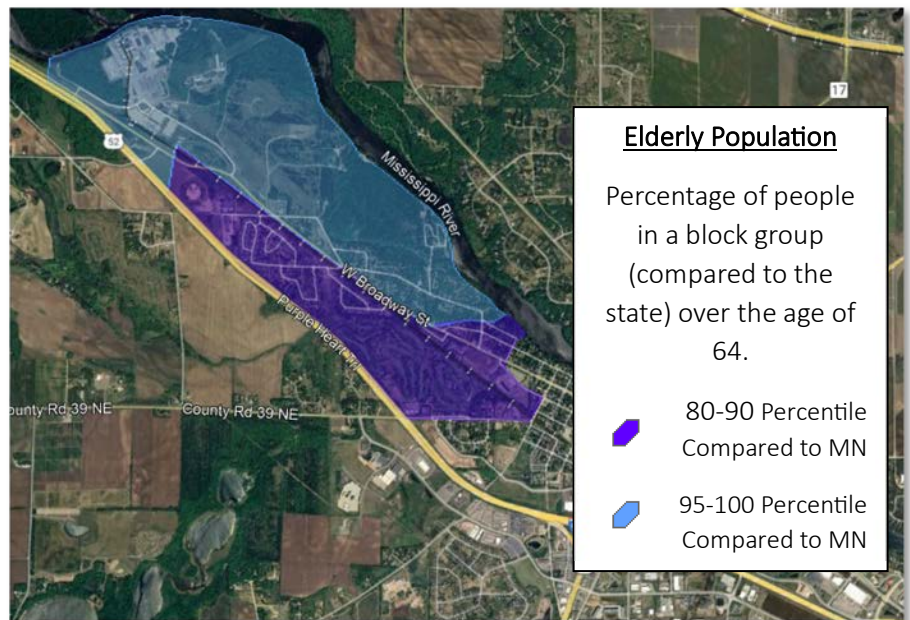 17
52
Mississippi River
W Broadway St
Purple Heart Trl
ounty Rd 39 NE
County Rd 39 NE
Elderly Population
Percentage of people
in a block group
(compared to the
state) over the age of
64.
80-90 Percentile
Compared to MN
95-100 Percentile
Compared to MN